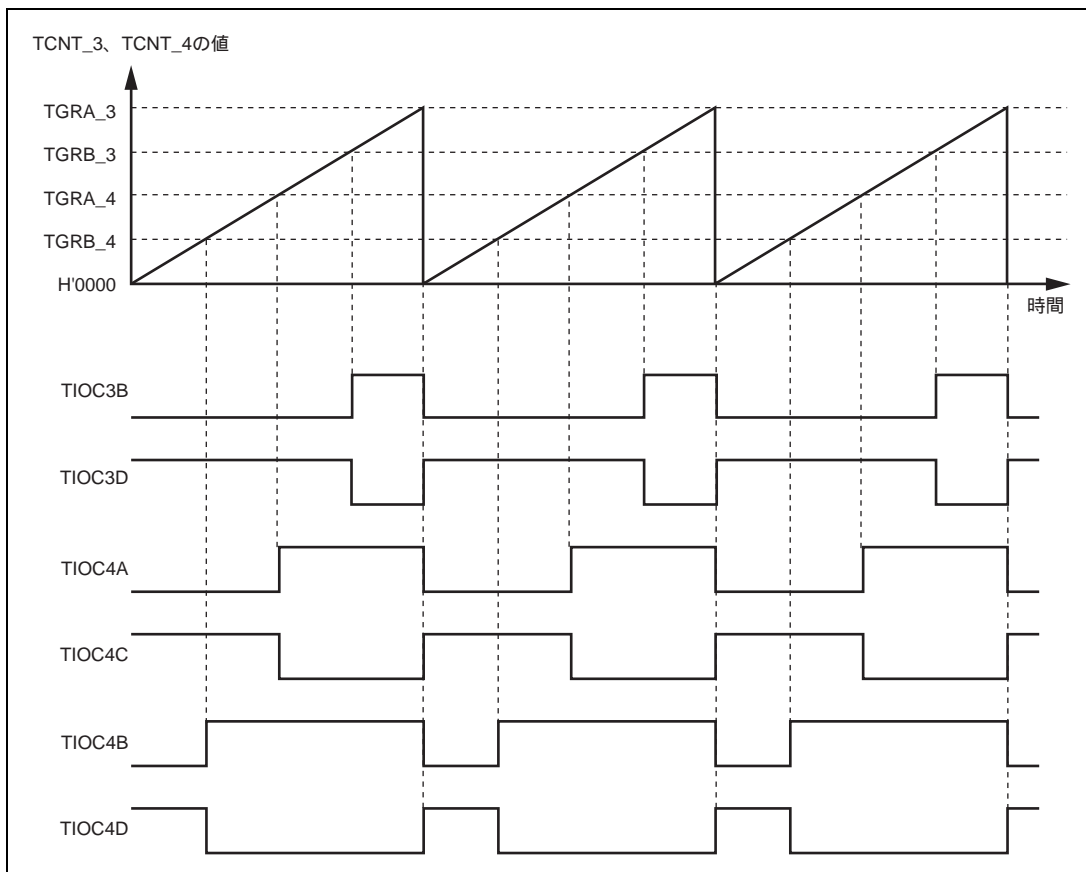 TCNT_3、TCNT_4の値
TGRA_3
TGRB_3
TGRA_4
TGRB_4
H'0000
時間
TIOC3B
TIOC3D
TIOC4A
TIOC4C
TIOC4B
TIOC4D